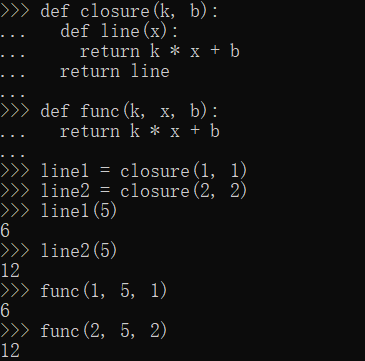 >>> def closure(k, b):
...   def line(x):
...     return k * x + b
...   return line
...
>>> def func(k, x, b):
...   return k * x + b
...
>>> line1 = closure(1, 1)
>>> line2 = closure(2, 2)
>>> line1(5)
6
>>> line2(5)
12
>>> func(1, 5, 1)
6
>>> func(2, 5, 2)
12